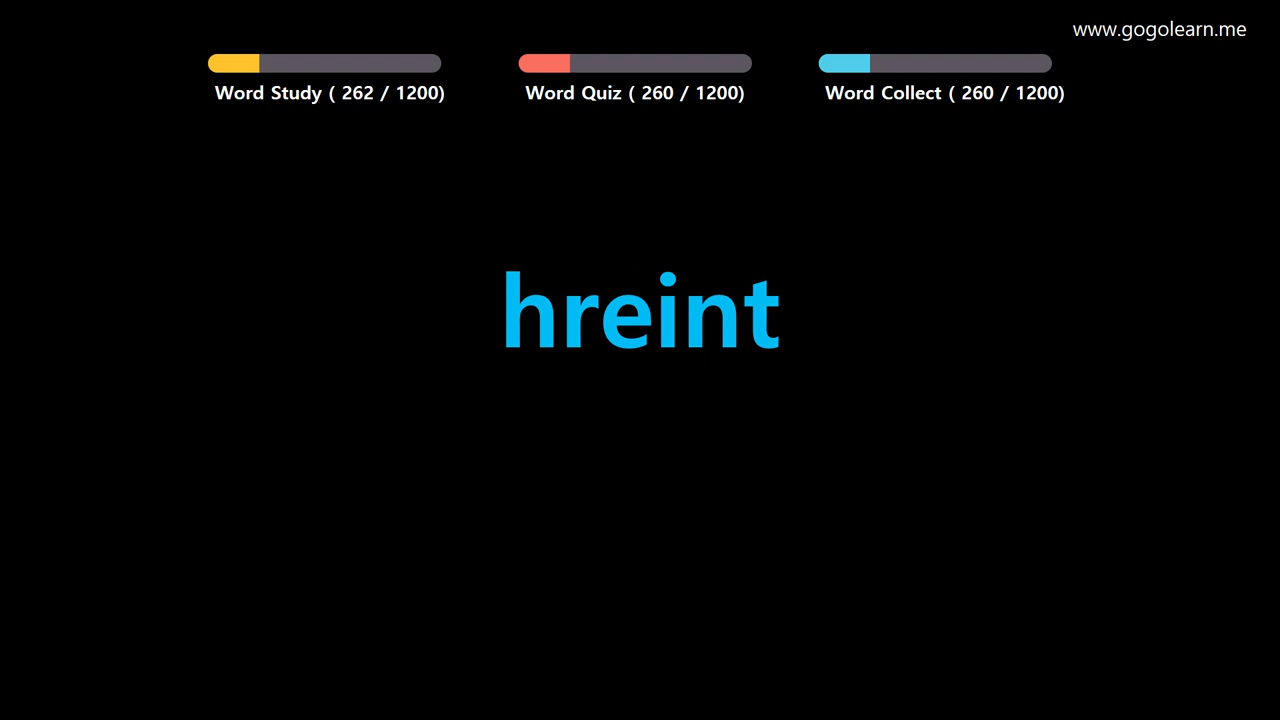 www.gogolearn.me
Word Study ( 262 / 1200)
Word Quiz ( 260 / 1200)
Word Collect ( 260 / 1200)
hreint